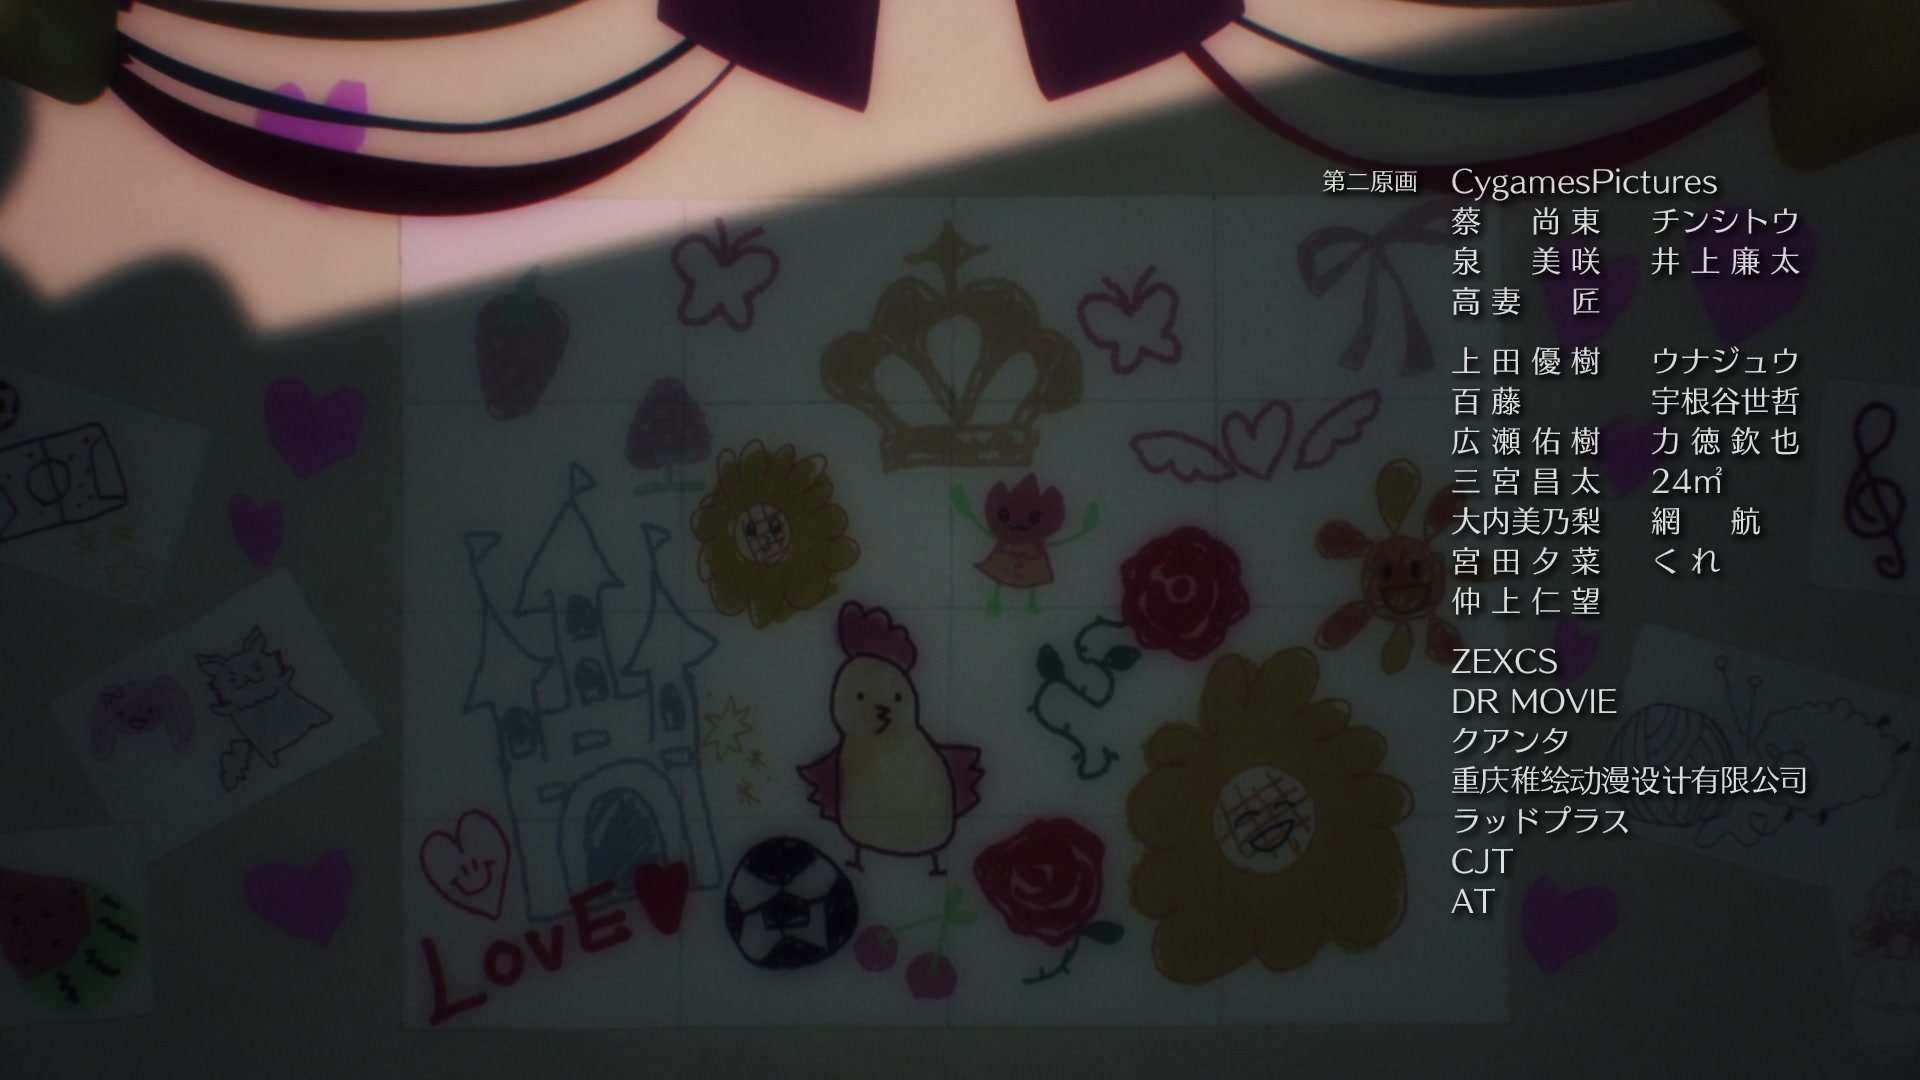 第二原画 CygamesPictures
蔡 尚東 チンシトウ
泉 美咲 井上廉太
高妻 匠
上田優樹 ウナジュウ
百藤 宇根谷世哲
広瀬佑樹 力徳欽也
三宮昌太 24㎡
大内美乃梨 網 航
宮田夕菜 くれ
仲上仁望
ZEXCS
DR MOVIE
クアンタ
重庆稚绘动漫设计有限公司
ラッドプラス
CJT
AT
LOVE